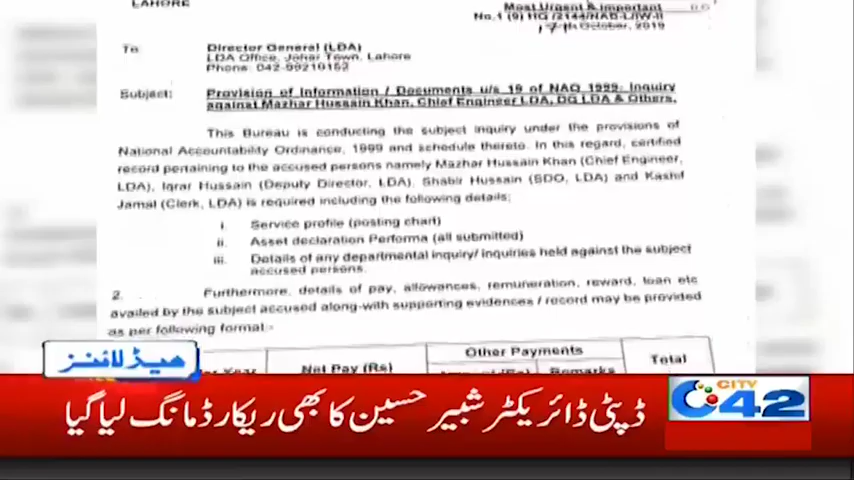 LAHORE
Most Urgent & Important
No.1 (9) HQ /2144/NAB-L/IW-II
October, 2019
To
Director General (LDA)
LDA Office, Johar Town, Lahore
Phone: 042-99210152
Subject: Provision of Information / Documents u/s 19 of NAO 1999: Inquiry
against Mazhar Hussain Khan, Chief Engineer LDA, DG LDA & Others.
This Bureau is conducting the subject inquiry under the provisions of
National Accountability Ordinance, 1999 and schedule thereto. In this regard, certified
record pertaining to the accused persons namely Mazhar Hussain Khan (Chief Engineer,
LDA), Iqrar Hussain (Deputy Director, LDA), Shabir Hussain (SDO, LDA) and Kashif
Jamal (Clerk, LDA) is required including the following details:
i. Service profile (posting chart)
ii. Asset declaration Performa (all submitted)
iii. Details of any departmental inquiry/ inquiries held against the subject
accused persons.
2. Furthermore, details of pay, allowances, remuneration, reward, loan etc
availed by the subject accused along-with supporting evidences / record may be provided
as per following format:-
Year Net Pay (Rs) Other Payments Total
Remarks
ہیڈلائنز
ڈپٹی ڈائریکٹر شبیر حسین کا بھی ریکارڈ مانگ لیا گیا
CITY
42